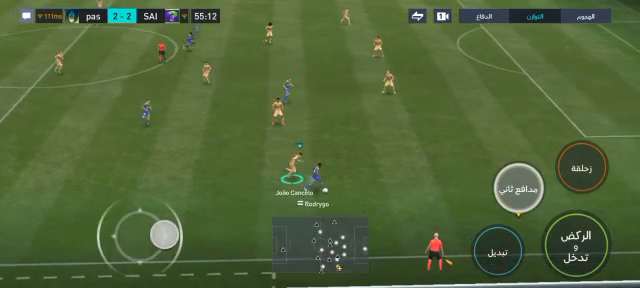 111ms pas 2 - 2 SAI 55:12
الدفاع التوازن الهجوم
زحلقة
مدافع ثاني
João Cancelo
Rodrygo
الركض
و
تدخل
تبديل